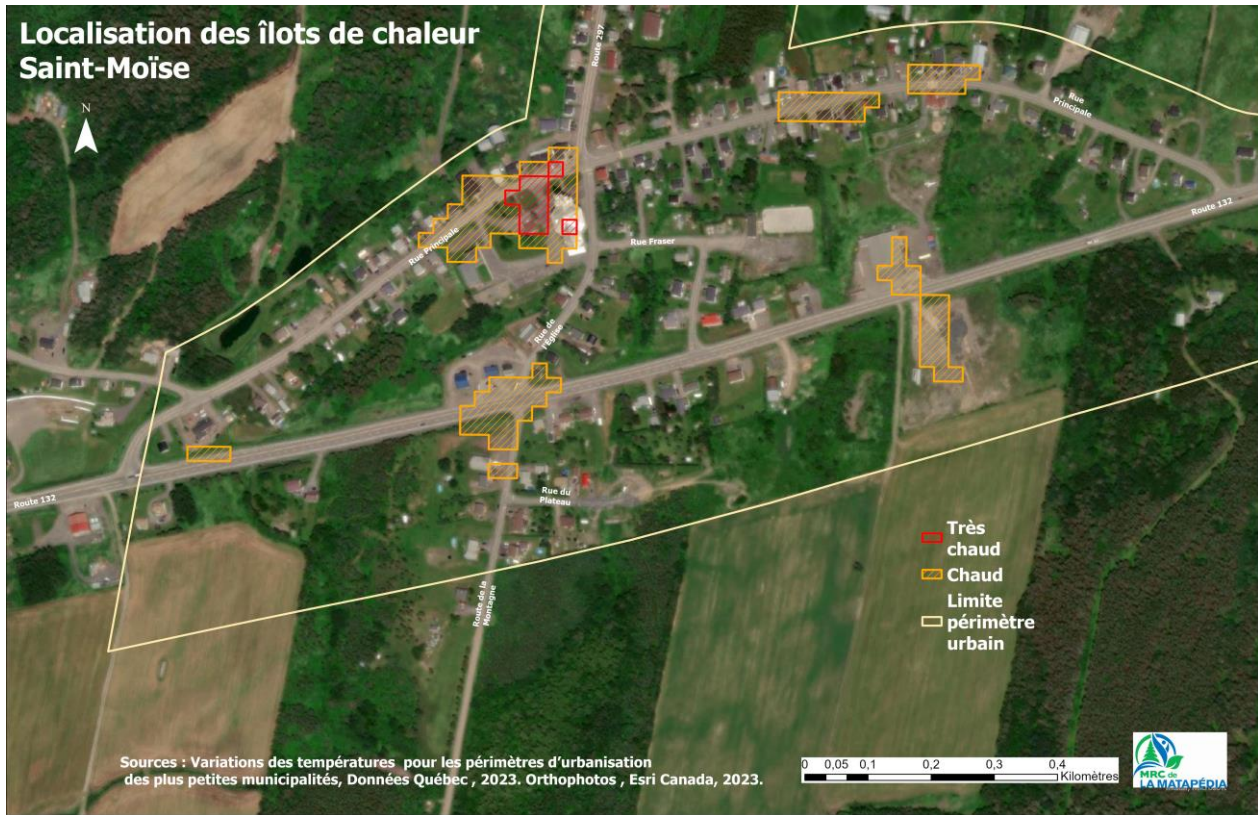 Localisation des îlots de chaleur
Saint-Moïse
N
Route 297
Rue
Principale
Route 132
Rue Principale
Rue Fraser
Rue de
l'Église
Route 132
Rue du
Plateau
Route de la
Montagne
Très
chaud
Chaud
Limite
périmètre
urbain
Sources : Variations des températures pour les périmètres d'urbanisation
des plus petites municipalités, Données Québec , 2023. Orthophotos , Esri Canada, 2023.
0 0,05 0,1 0,2 0,3 0,4
Kilomètres
MRC de
LA MATAPÉDIA